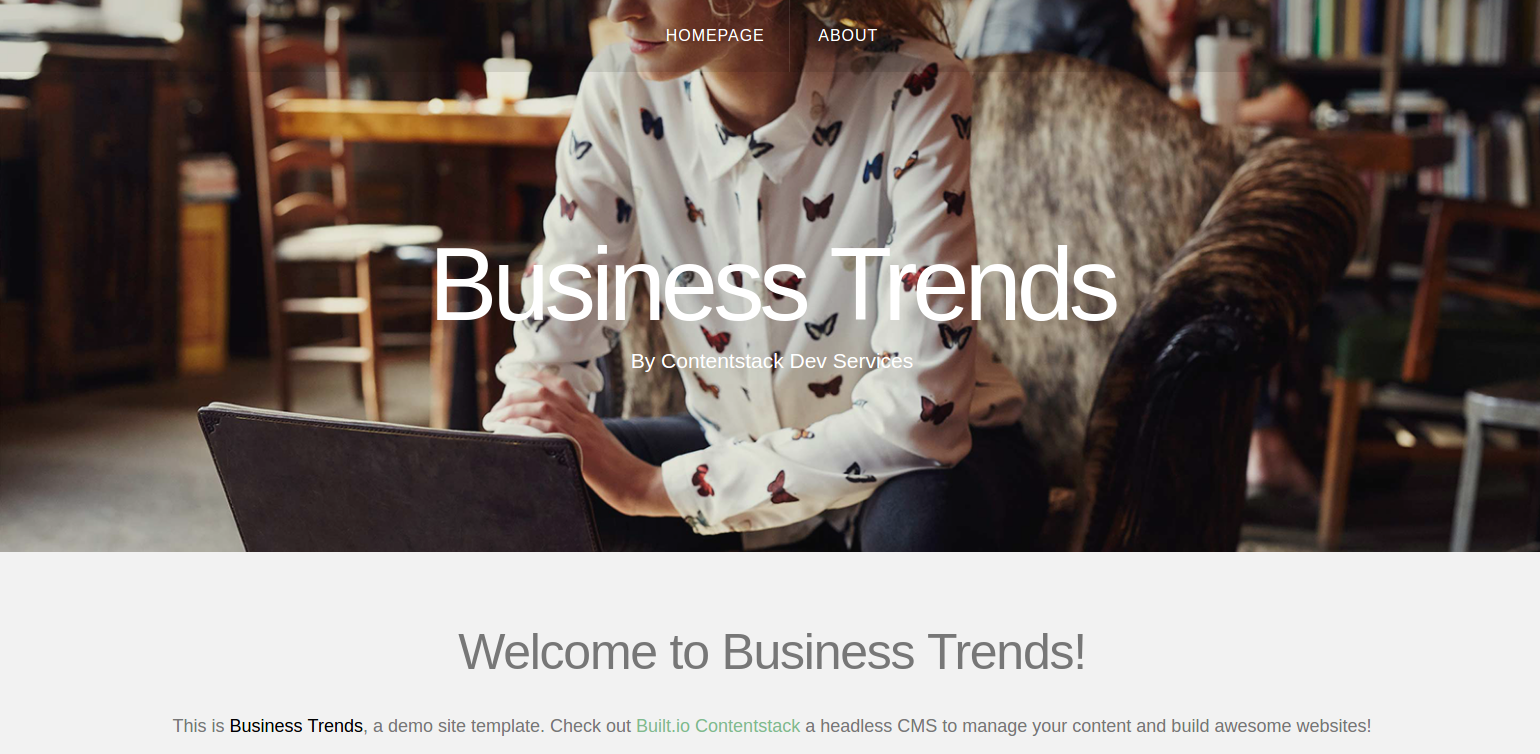 HOMEPAGE ABOUT
Business Trends
By Contentstack Dev Services
Welcome to Business Trends!
This is Business Trends, a demo site template. Check out Built.io Contentstack a headless CMS to manage your content and build awesome websites!